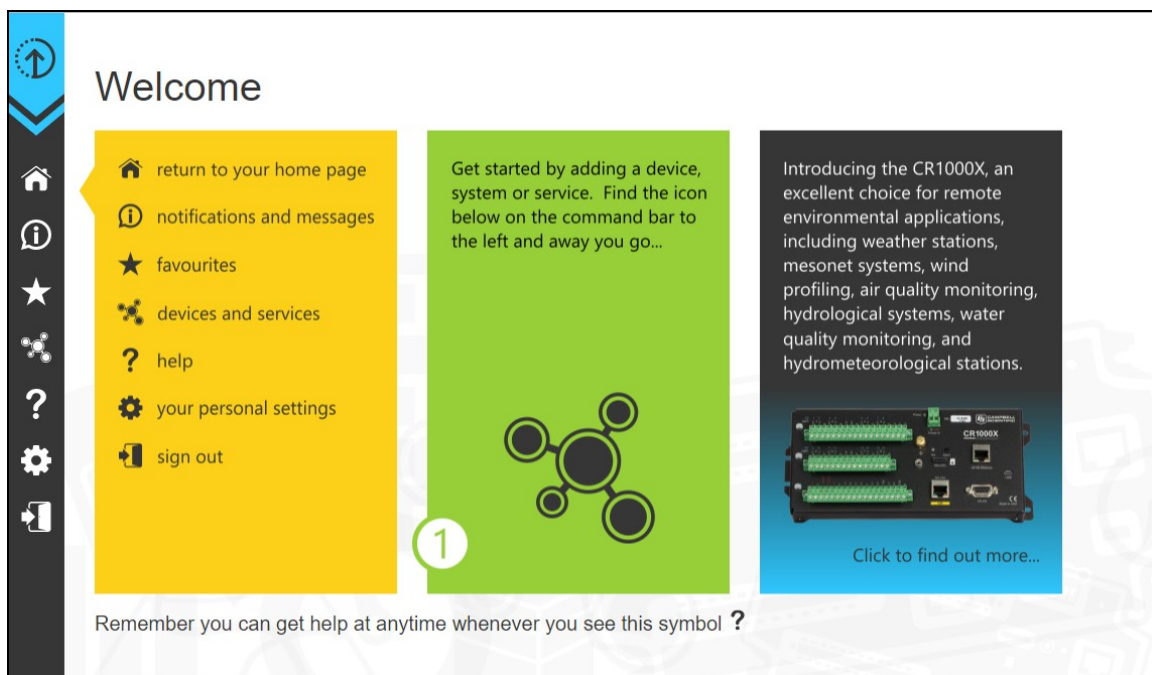 Welcome
return to your home page
notifications and messages
favourites
devices and services
? help
your personal settings
sign out
Get started by adding a device,
system or service. Find the icon
below on the command bar to
the left and away you go...
1
Introducing the CR1000X, an
excellent choice for remote
environmental applications,
including weather stations,
mesonet systems, wind
profiling, air quality monitoring,
hydrological systems, water
quality monitoring, and
hydrometeorological stations.
CAMPBELL
SCIENTIFIC
CR1000X
Click to find out more...
Remember you can get help at anytime whenever you see this symbol ?